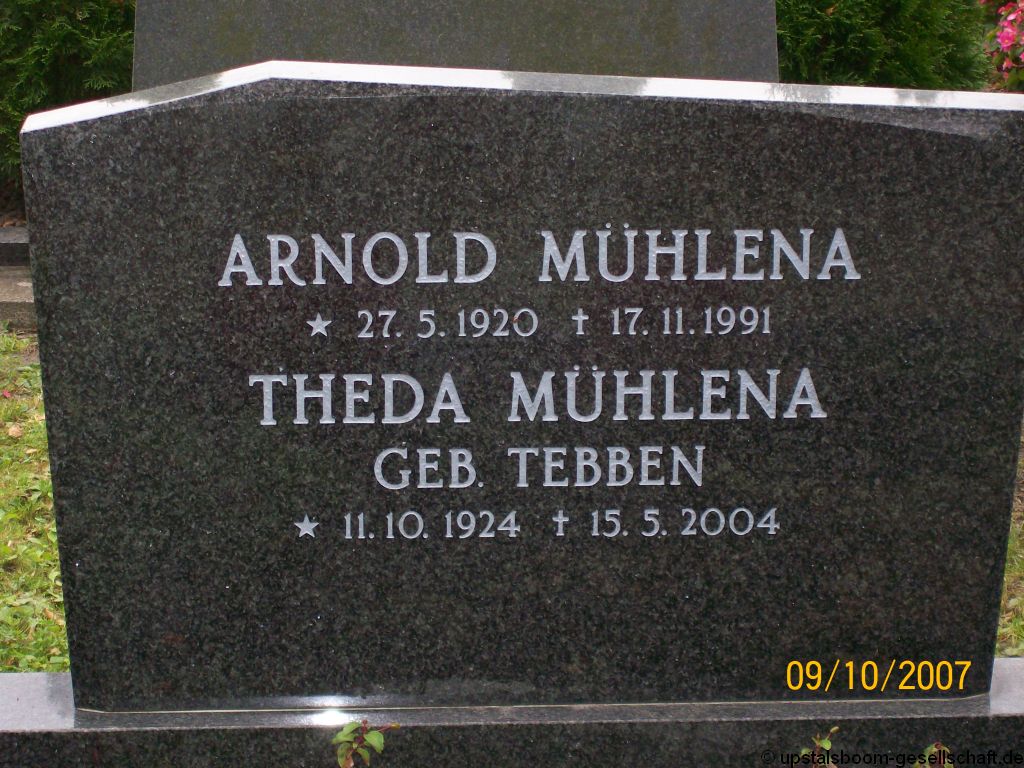 ARNOLD MÜHLENA
★ 27. 5. 1920 ✝ 17. 11. 1991
THEDA MÜHLENA
GEB. TEBBEN
★ 11. 10. 1924 ✝ 15. 5. 2004
09/10/2007
© upstalsboom-gesellschaft.de